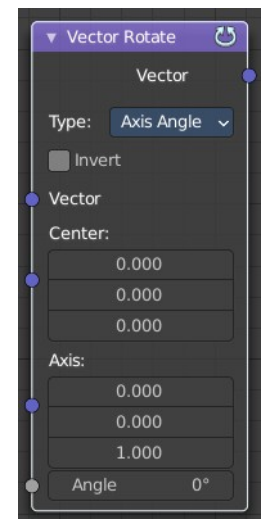 Vector Rotate
Vector
Type: Axis Angle
Invert
Vector
Center:
0.000
0.000
0.000
Axis:
0.000
0.000
1.000
Angle 0°